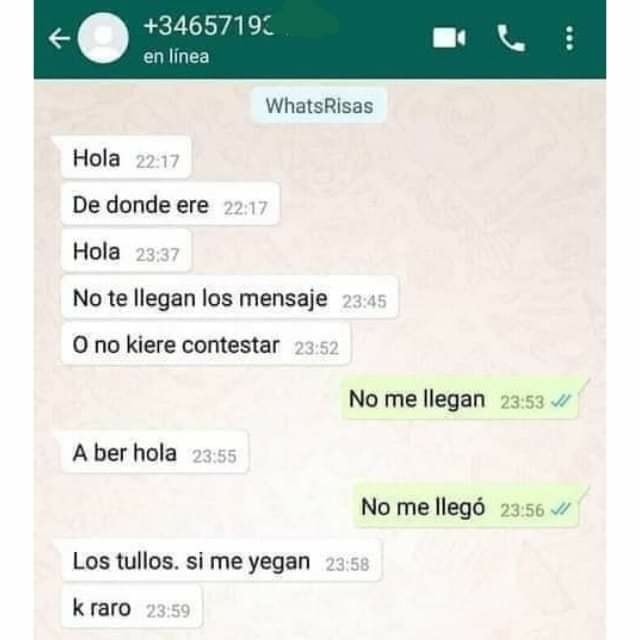 +34657193
en línea
WhatsRisas
Hola 22:17
De donde ere 22:17
Hola 23:37
No te llegan los mensaje 23:45
O no kiere contestar 23:52
No me llegan 23:53
A ber hola 23:55
No me llegó 23:56
Los tullos. si me yegan 23:58
k raro 23:59